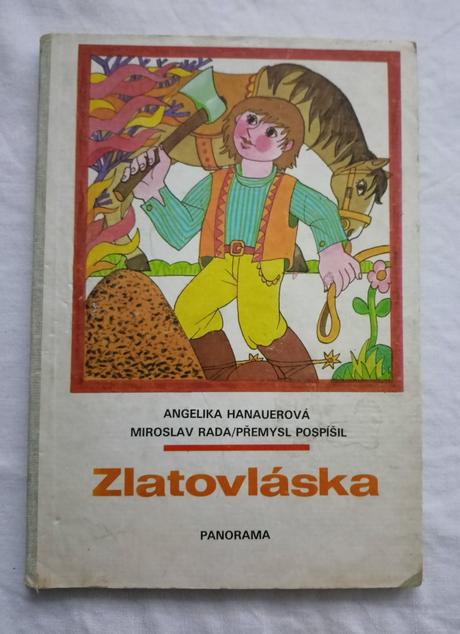 ANGELIKA HANAUEROVÁ
MIROSLAV RADA/PŘEMYSL POSPÍŠIL
Zlatovláska
PANORAMA